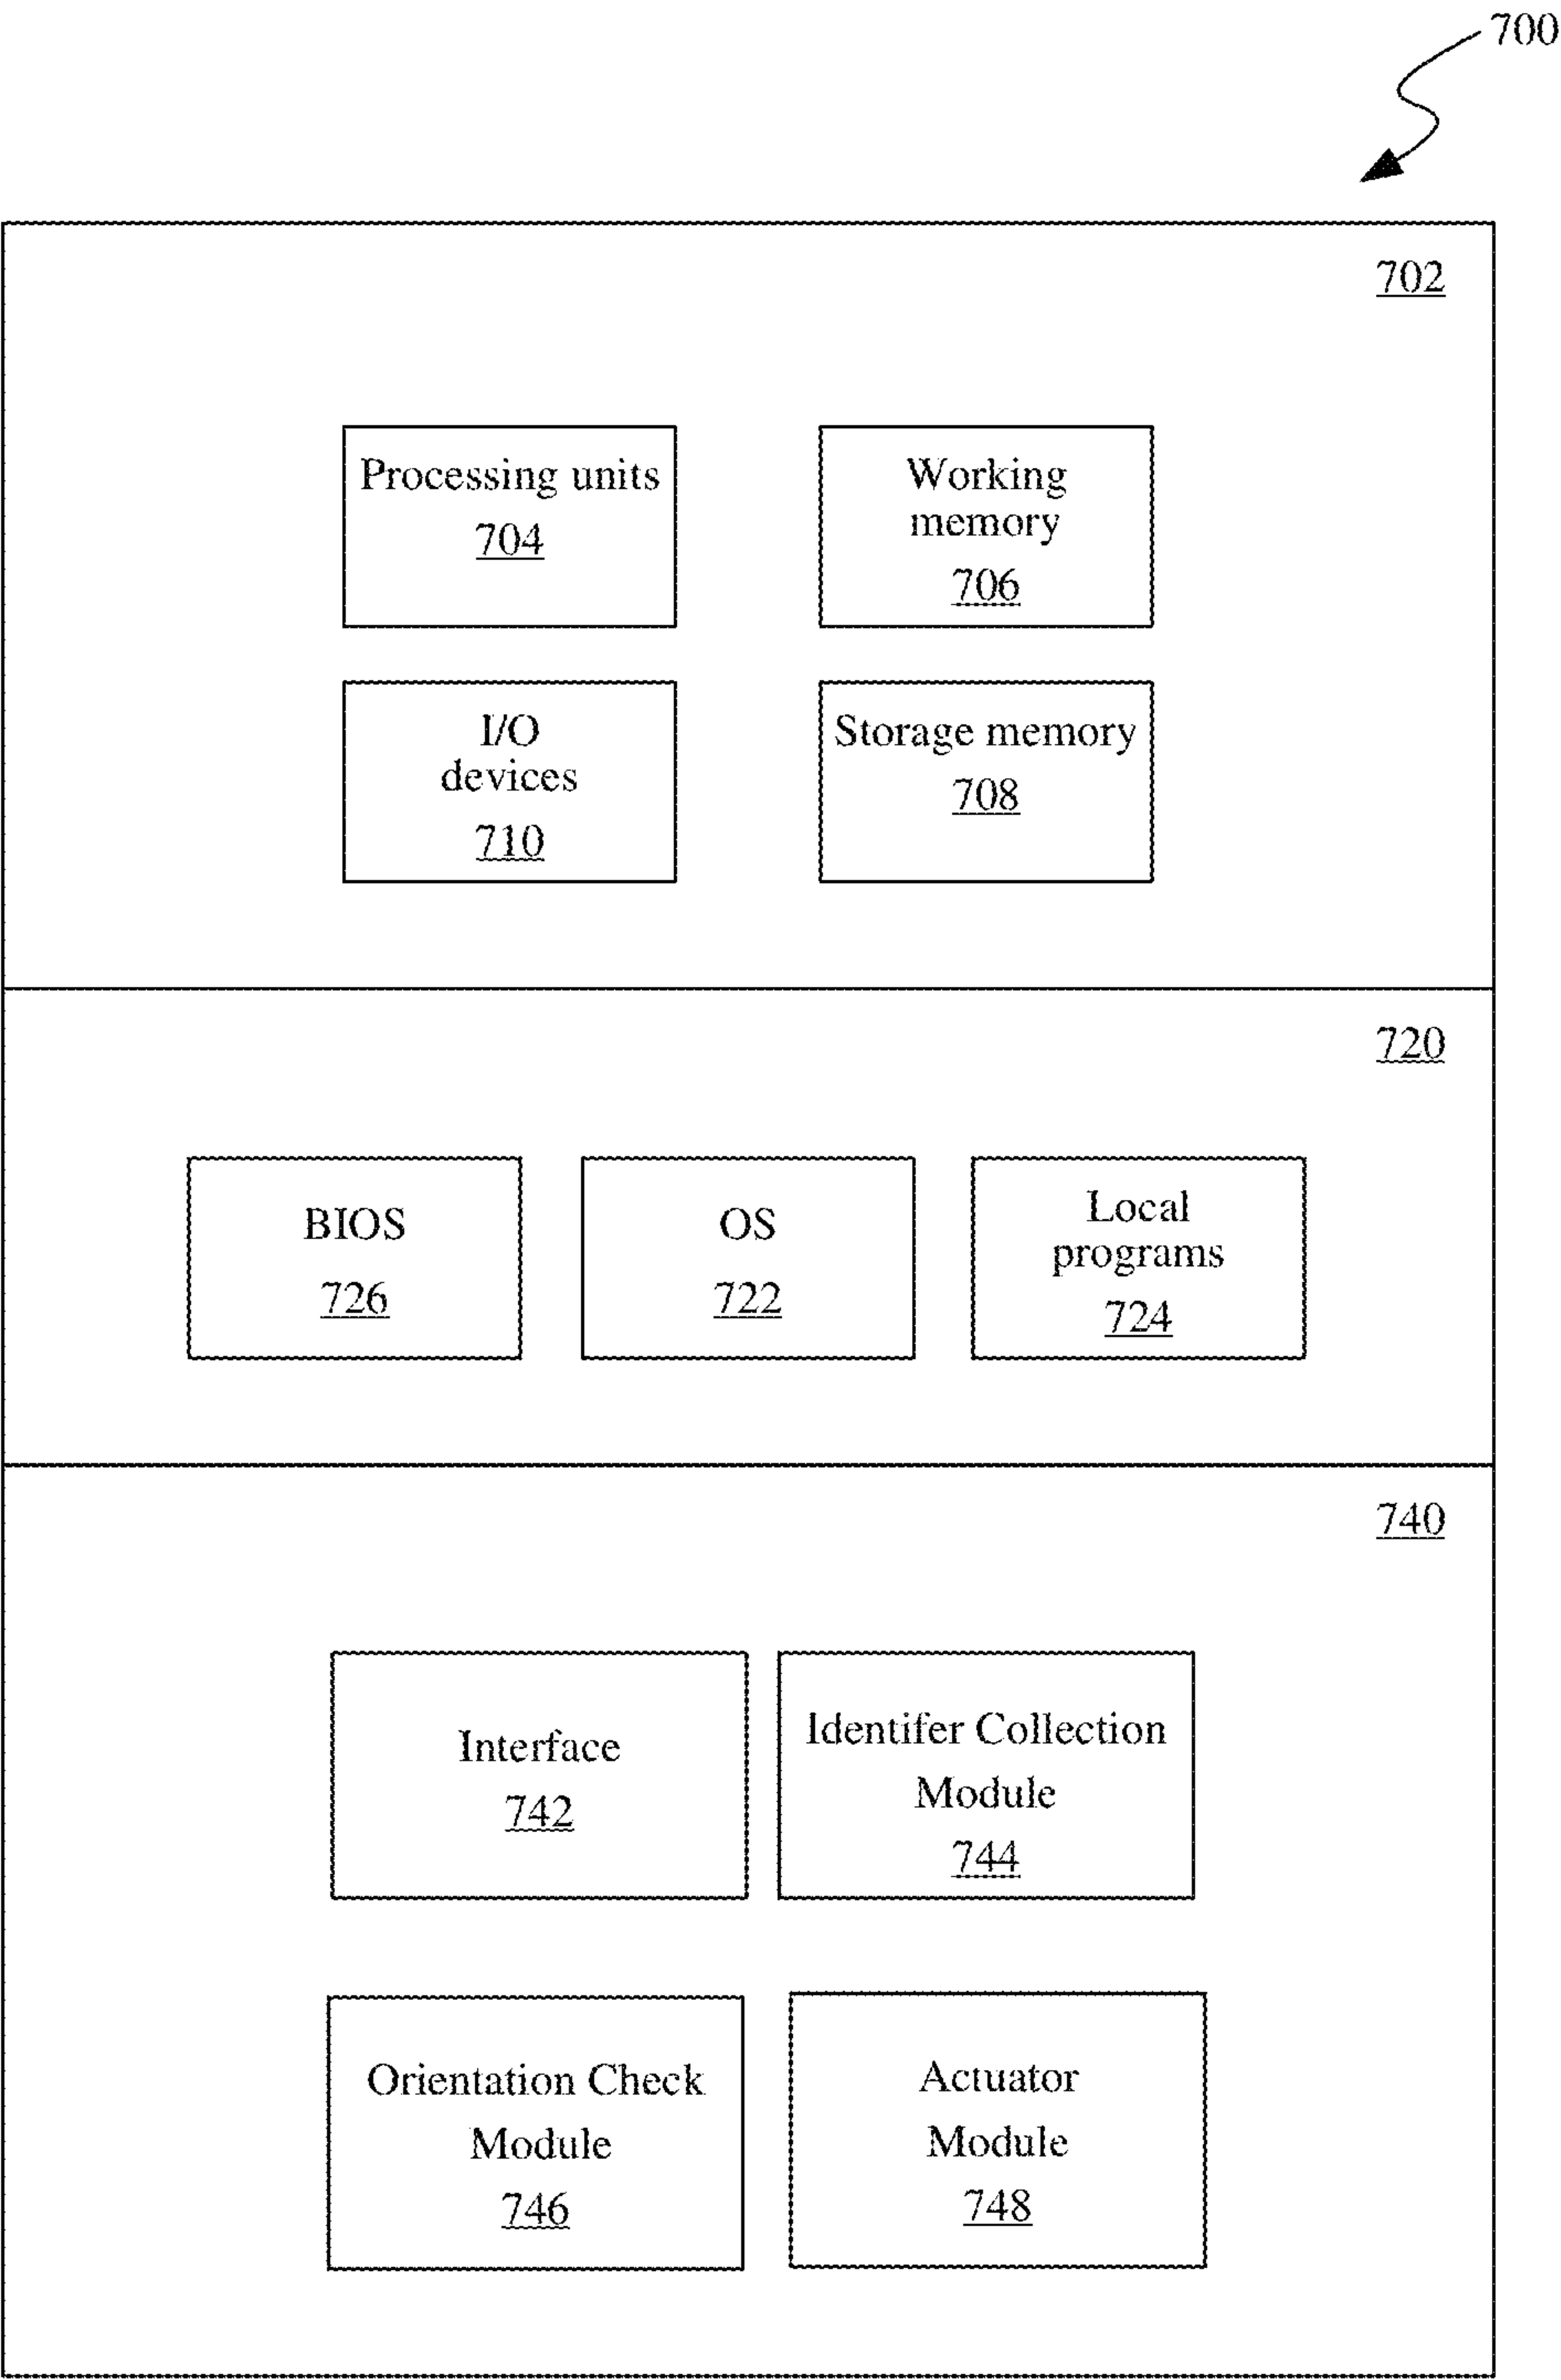 700
702
Processing units
704
Working
memory
706
I/O
devices
710
Storage memory
708
720
BIOS
726
OS
722
Local
programs
724
740
Interface
742
Identifer Collection
Module
744
Orientation Check
Module
746
Actuator
Module
748